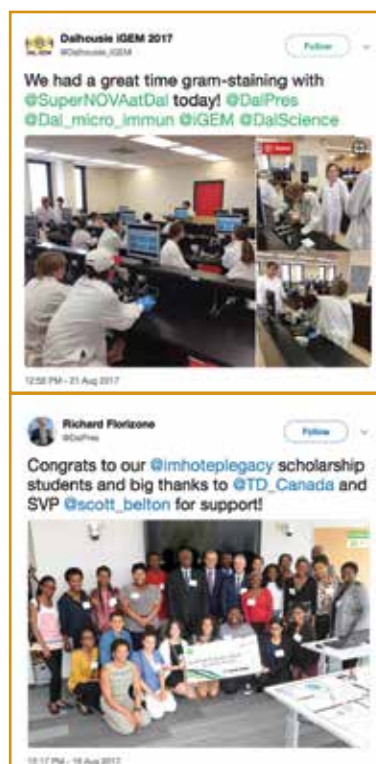 Dalhousie iGEM 2017
@Dalhousie_iGEM
Follow
We had a great time gram-staining with
@SuperNOVAatDal today! @DalPres
@Dal_micro_immun @iGEM @DalScience
12:58 PM - 21 Aug 2017
Richard Florizone
@DalPres
Follow
Congrats to our @imhoteplegacy scholarship
students and big thanks to @TD_Canada and
SVP @scott_belton for support!
Aug 2017